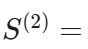 S^{(2)} =